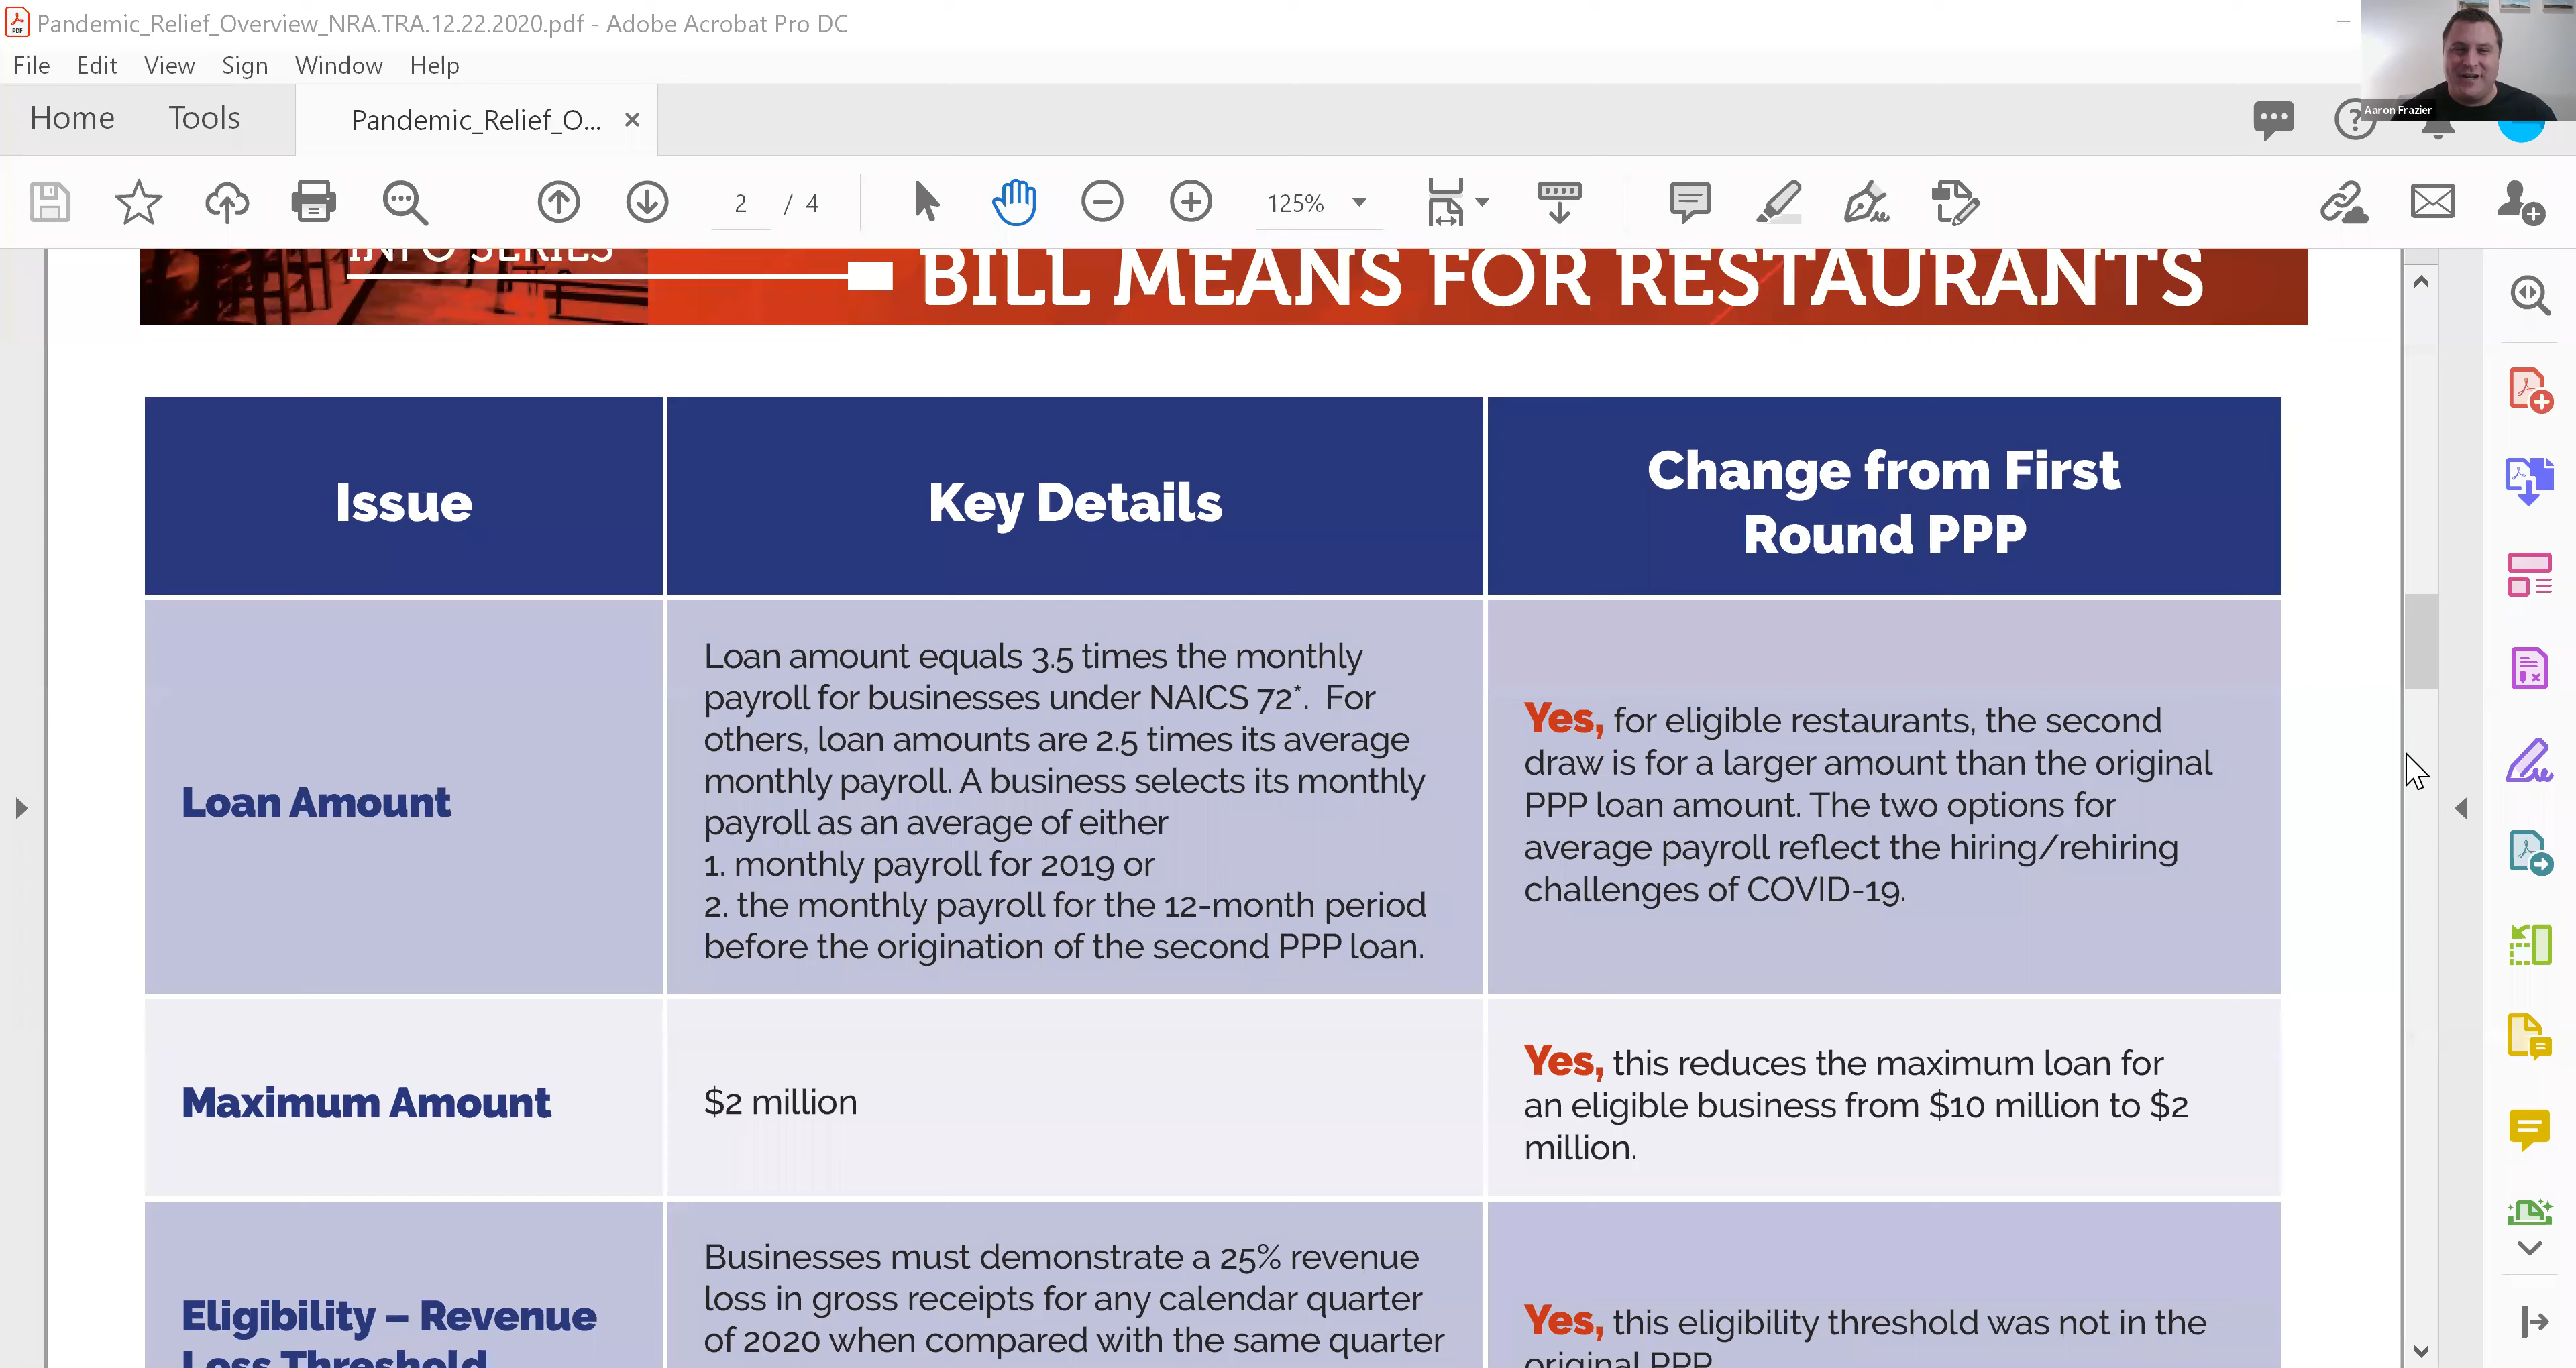 Pandemic_Relief_Overview_NRA.TRA.12.22.2020.pdf - Adobe Acrobat Pro DC
File Edit View Sign Window Help
Home Tools Pandemic_Relief_O... ×
Aaron Frazier
2 / 4 125%
INFO SERIES
BILL MEANS FOR RESTAURANTS
Issue
Key Details
Change from First
Round PPP
Loan Amount
Loan amount equals 3.5 times the monthly
payroll for businesses under NAICS 72*. For
others, loan amounts are 2.5 times its average
monthly payroll. A business selects its monthly
payroll as an average of either
1. monthly payroll for 2019 or
2. the monthly payroll for the 12-month period
before the origination of the second PPP loan.
Yes, for eligible restaurants, the second
draw is for a larger amount than the original
PPP loan amount. The two options for
average payroll reflect the hiring/rehiring
challenges of COVID-19.
Maximum Amount
$2 million
Yes, this reduces the maximum loan for
an eligible business from $10 million to $2
million.
Eligibility – Revenue
Loss Threshold
Businesses must demonstrate a 25% revenue
loss in gross receipts for any calendar quarter
of 2020 when compared with the same quarter
Yes, this eligibility threshold was not in the
original PPP